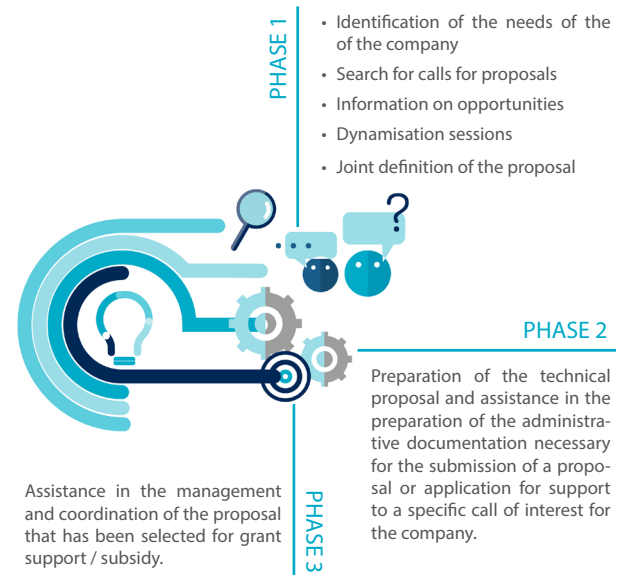 PHASE 1
• Identification of the needs of the
of the company
• Search for calls for proposals
• Information on opportunities
• Dynamisation sessions
• Joint definition of the proposal
?
PHASE 2
Preparation of the technical
proposal and assistance in the
preparation of the administra-
tive documentation necessary
for the submission of a propo-
sal or application for support
to a specific call of interest for
the company.
PHASE 3
Assistance in the management
and coordination of the proposal
that has been selected for grant
support / subsidy.